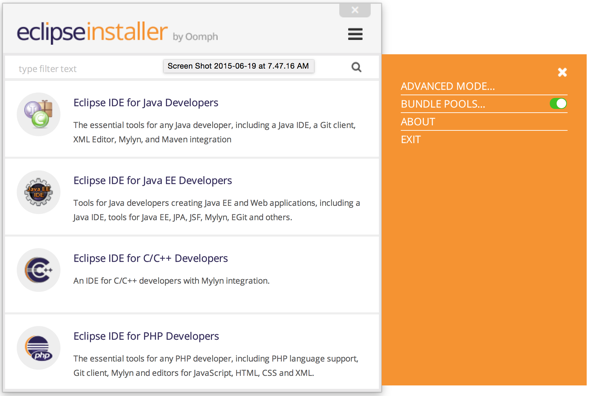 eclipseinstaller by Oomph
type filter text
Screen Shot 2015-06-19 at 7.47.16 AM
Eclipse IDE for Java Developers
The essential tools for any Java developer, including a Java IDE, a Git client,
XML Editor, Mylyn, and Maven integration
Java EE
IDE
Eclipse IDE for Java EE Developers
Tools for Java developers creating Java EE and Web applications, including a
Java IDE, tools for Java EE, JPA, JSF, Mylyn, EGit and others.
C++
Eclipse IDE for C/C++ Developers
An IDE for C/C++ developers with Mylyn integration.
php
Eclipse IDE for PHP Developers
The essential tools for any PHP developer, including PHP language support,
Git client, Mylyn and editors for JavaScript, HTML, CSS and XML.
ADVANCED MODE...
BUNDLE POOLS...
ABOUT
EXIT